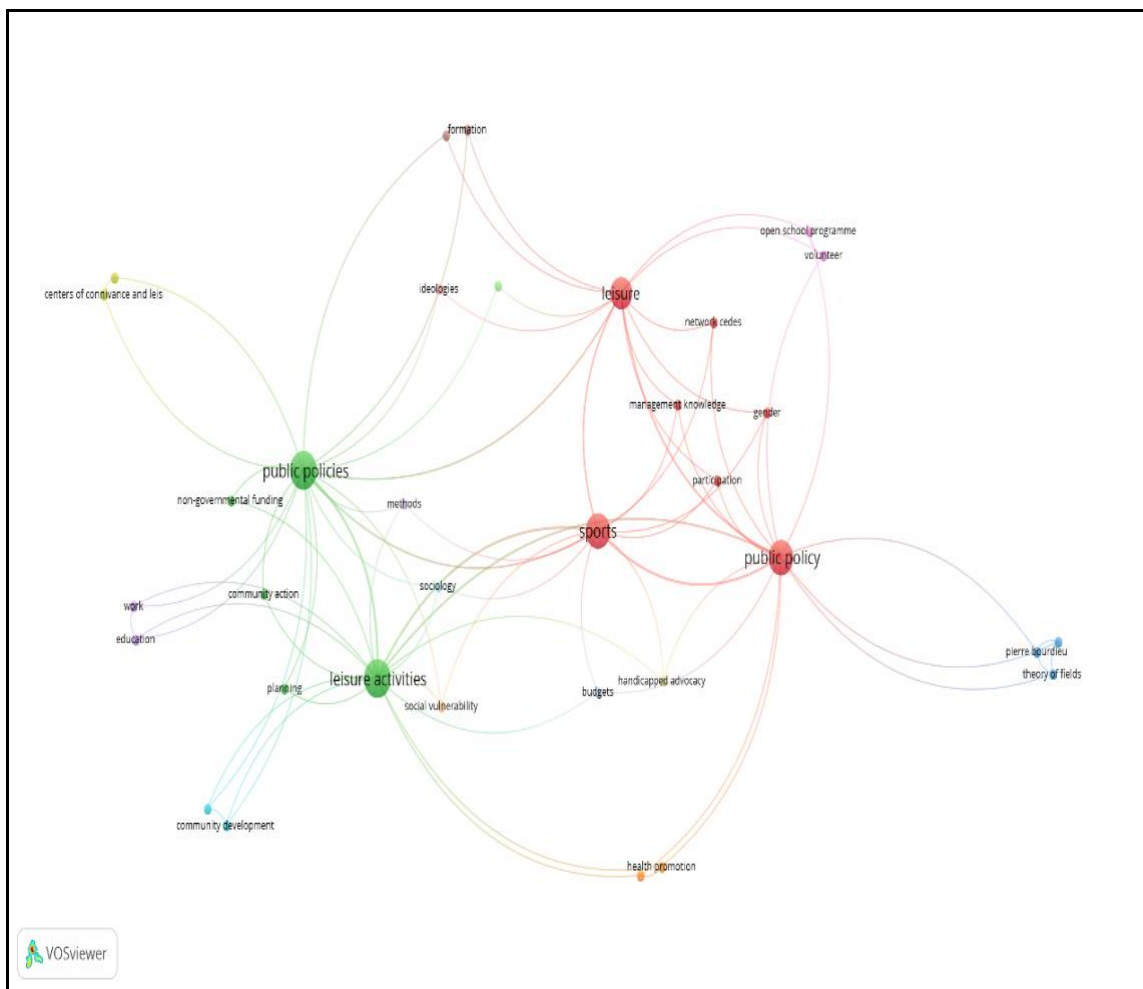 formation
open school programme
volunteer
centers of connivance and leis
ideologies
leisure
network cedes
management knowledge
gender
public policies
participation
non-governmental funding
methods
sports
public policy
sociology
community action
work
education
pierre bourdieu
theory of fields
leisure activities
planning
handicapped advocacy
budgets
social vulnerability
community development
health promotion
VOSviewer